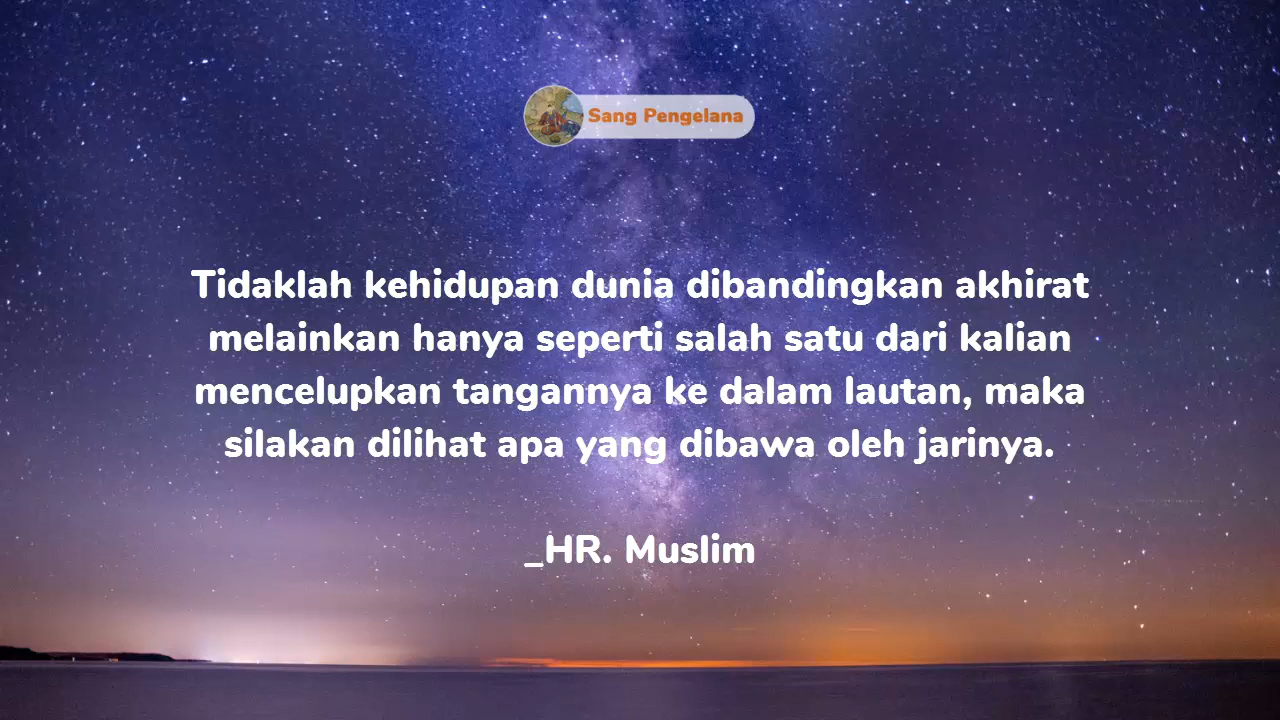 Sang Pengelana
Tidaklah kehidupan dunia dibandingkan akhirat
melainkan hanya seperti salah satu dari kalian
mencelupkan tangannya ke dalam lautan, maka
silakan dilihat apa yang dibawa oleh jarinya.
_HR. Muslim